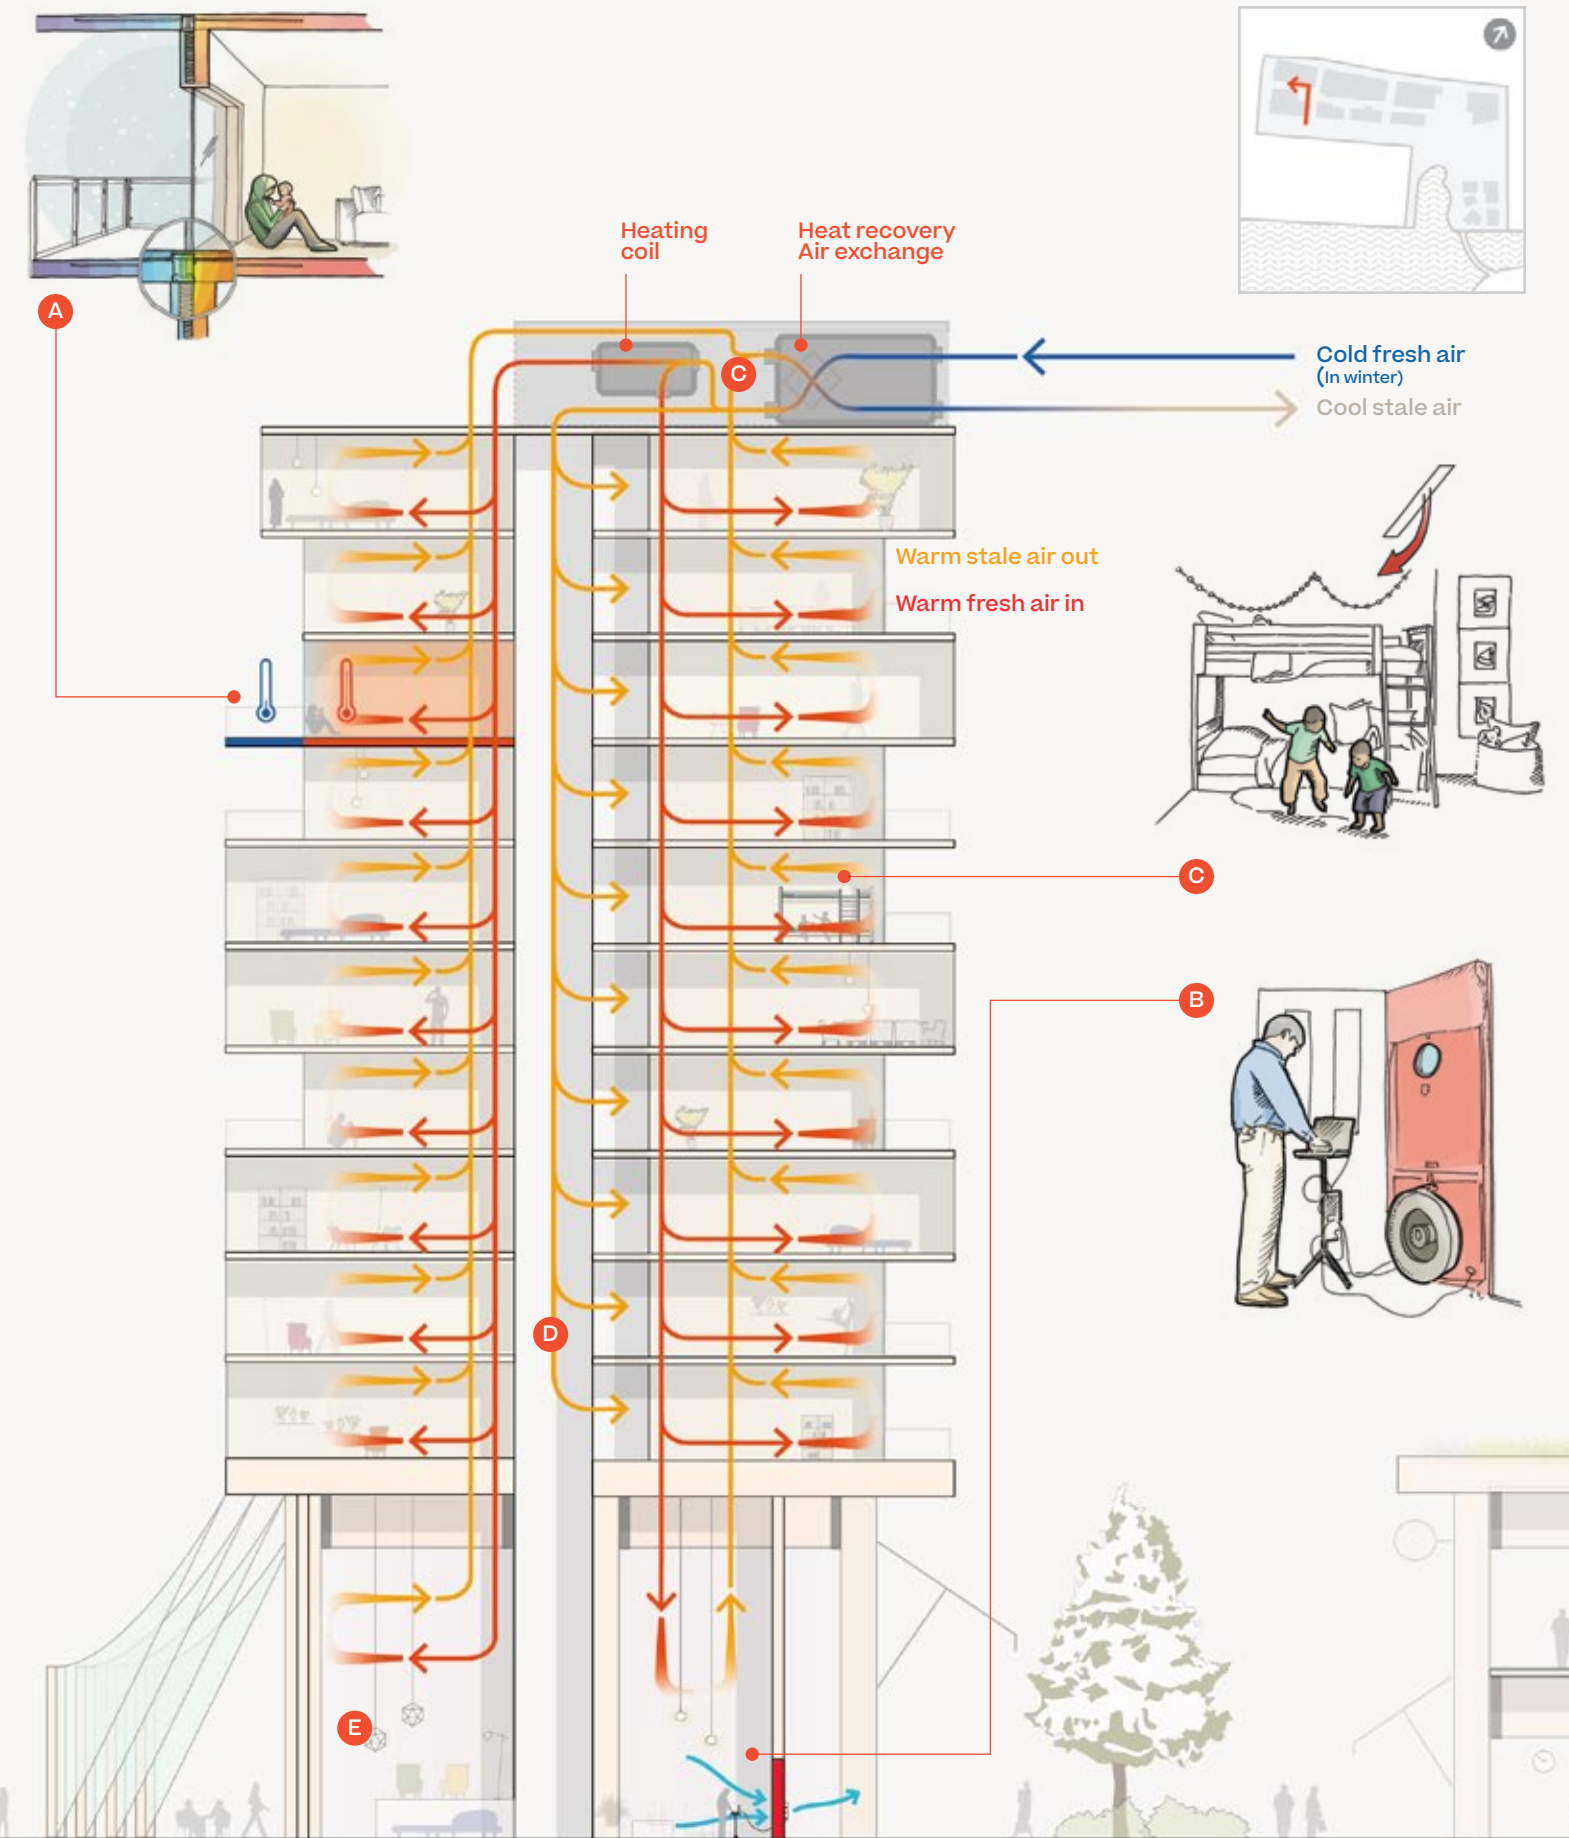 A
Heating
coil
Heat recovery
Air exchange
C
Cold fresh air
(In winter)
Cool stale air
Warm stale air out
Warm fresh air in
C
B
D
E